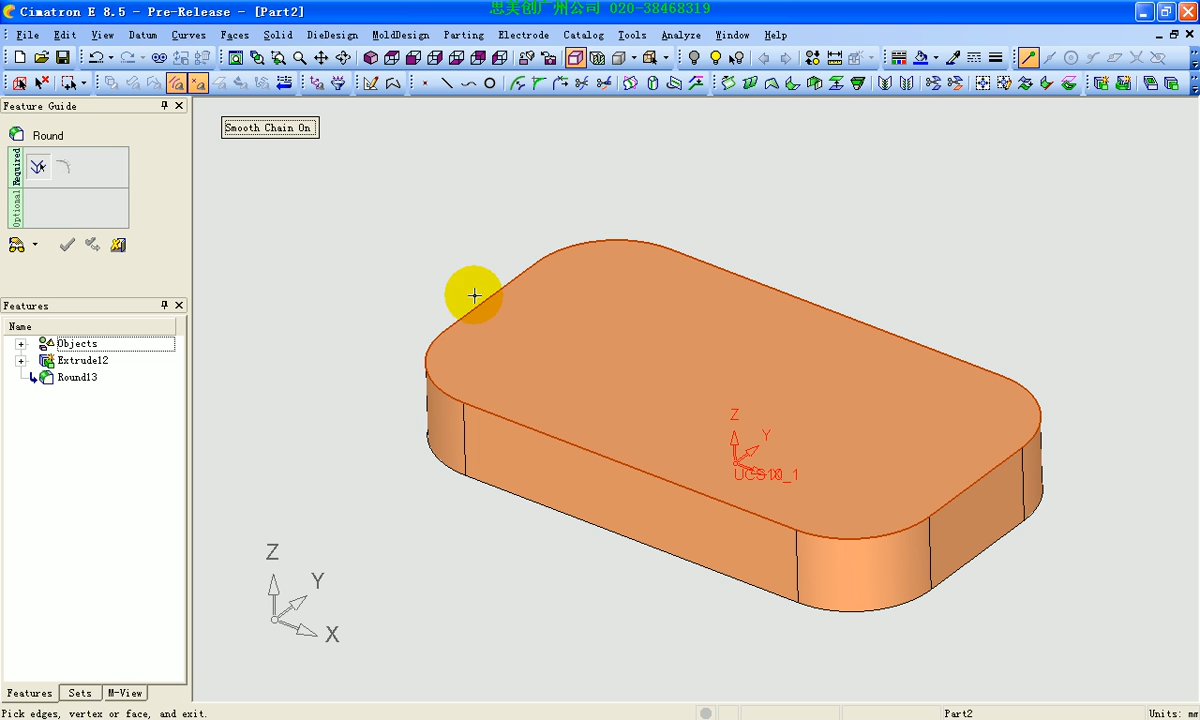 Cimatron E 8.5 - Pre-Release - [Part2]
思美创广州公司 020-38468319
File Edit View Datum Curves Faces Solid DieDesign MoldDesign Parting Electrode Catalog Tools Analyze Window Help
Feature Guide
Smooth Chain On
Round
Required
Optional
Features
Name
Objects
Extrude12
Round13
Z
Y
Z
Y
X
Features Sets M-View
Pick edges, vertex or face, and exit.
Part2
Units: mm